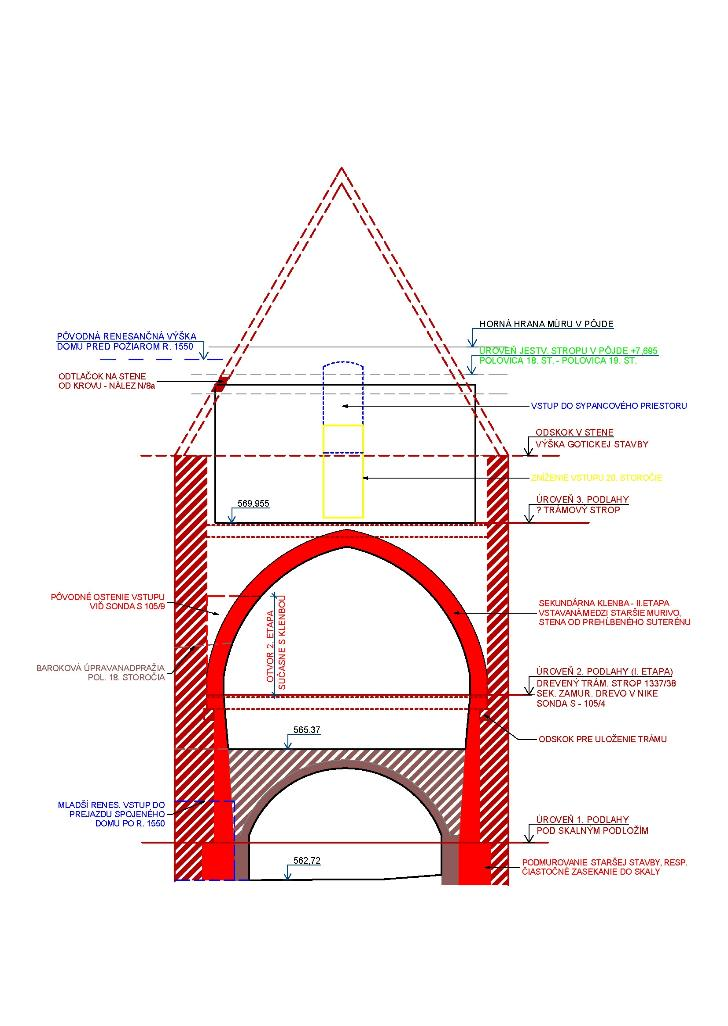 HORNÁ HRANA MÚRU V PÔJDE
PÔVODNÁ RENESANČNÁ VÝŠKA
DOMU PRED POŽIAROM R. 1550
ÚROVEŇ JESTV. STROPU V PÔJDE +7,695
POLOVICA 18. ST. - POLOVICA 19. ST.
ODTLAČOK NA STENE
OD KROVU - NÁLEZ N/8a
VSTUP DO SYPANCOVÉHO PRIESTORU
ODSKOK V STENE
VÝŠKA GOTICKEJ STAVBY
ZNÍŽENIE VSTUPU 20. STOROČIE
569,955
ÚROVEŇ 3. PODLAHY
? TRÁMOVÝ STROP
PÔVODNÉ OSTENIE VSTUPU
VIĎ SONDA S 105/9
OTVOR 2. ETAPA
SÚČASNE S KLENBOU
SEKUNDÁRNA KLENBA - II.ETAPA
VSTAVANÁMEDZI STARŠIE MURIVO,
STENA OD PREHĹBENÉHO SUTERÉNU
BAROKOVÁ ÚPRAVANADPRAŽIA
POL. 18. STOROČIA
ÚROVEŇ 2. PODLAHY (I. ETAPA)
DREVENÝ TRÁM. STROP 1337/38
SEK. ZAMUR. DREVO V NIKE
SONDA S - 105/4
565,37
ODSKOK PRE ULOŽENIE TRÁMU
MLADŠÍ RENES. VSTUP DO
PREJAZDU SPOJENÉHO
DOMU PO R. 1550
ÚROVEŇ 1. PODLAHY
POD SKALNÝM PODLOŽÍM
562,72
PODMUROVANIE STARŠEJ STAVBY, RESP.
ČIASTOČNÉ ZASEKANIE DO SKALY